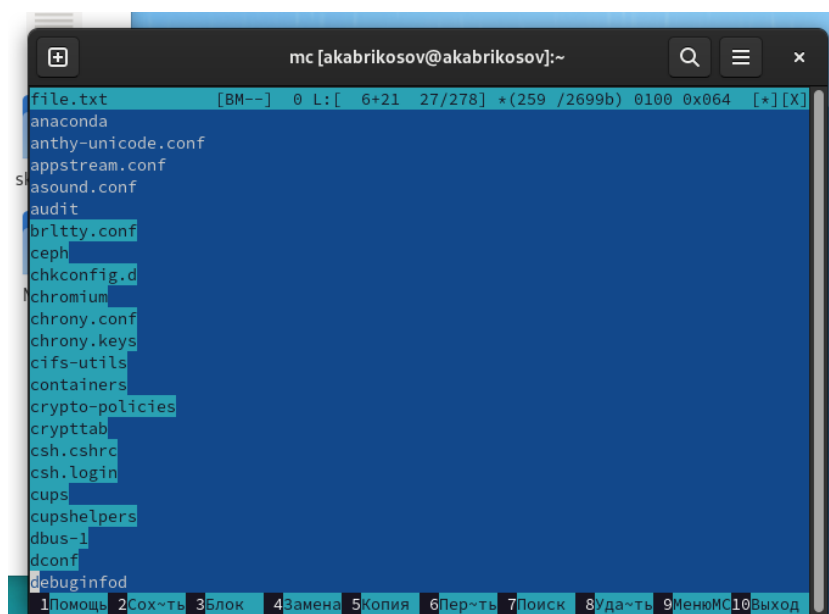 mc [akabrikosov@akabrikosov]:~
file.txt [BM--] 0 L:[ 6+21 27/278] *(259 /2699b) 0100 0x064 [*][X]
anaconda
anthy-unicode.conf
appstream.conf
asound.conf
audit
brltty.conf
ceph
chkconfig.d
chromium
chrony.conf
chrony.keys
cifs-utils
containers
crypto-policies
crypttab
csh.cshrc
csh.login
cups
cupshelpers
dbus-1
dconf
debuginfod
1Помощь 2Сох~ть 3Блок 4Замена 5Копия 6Пер~ть 7Поиск 8Уда~ть 9МенюMC10Выход